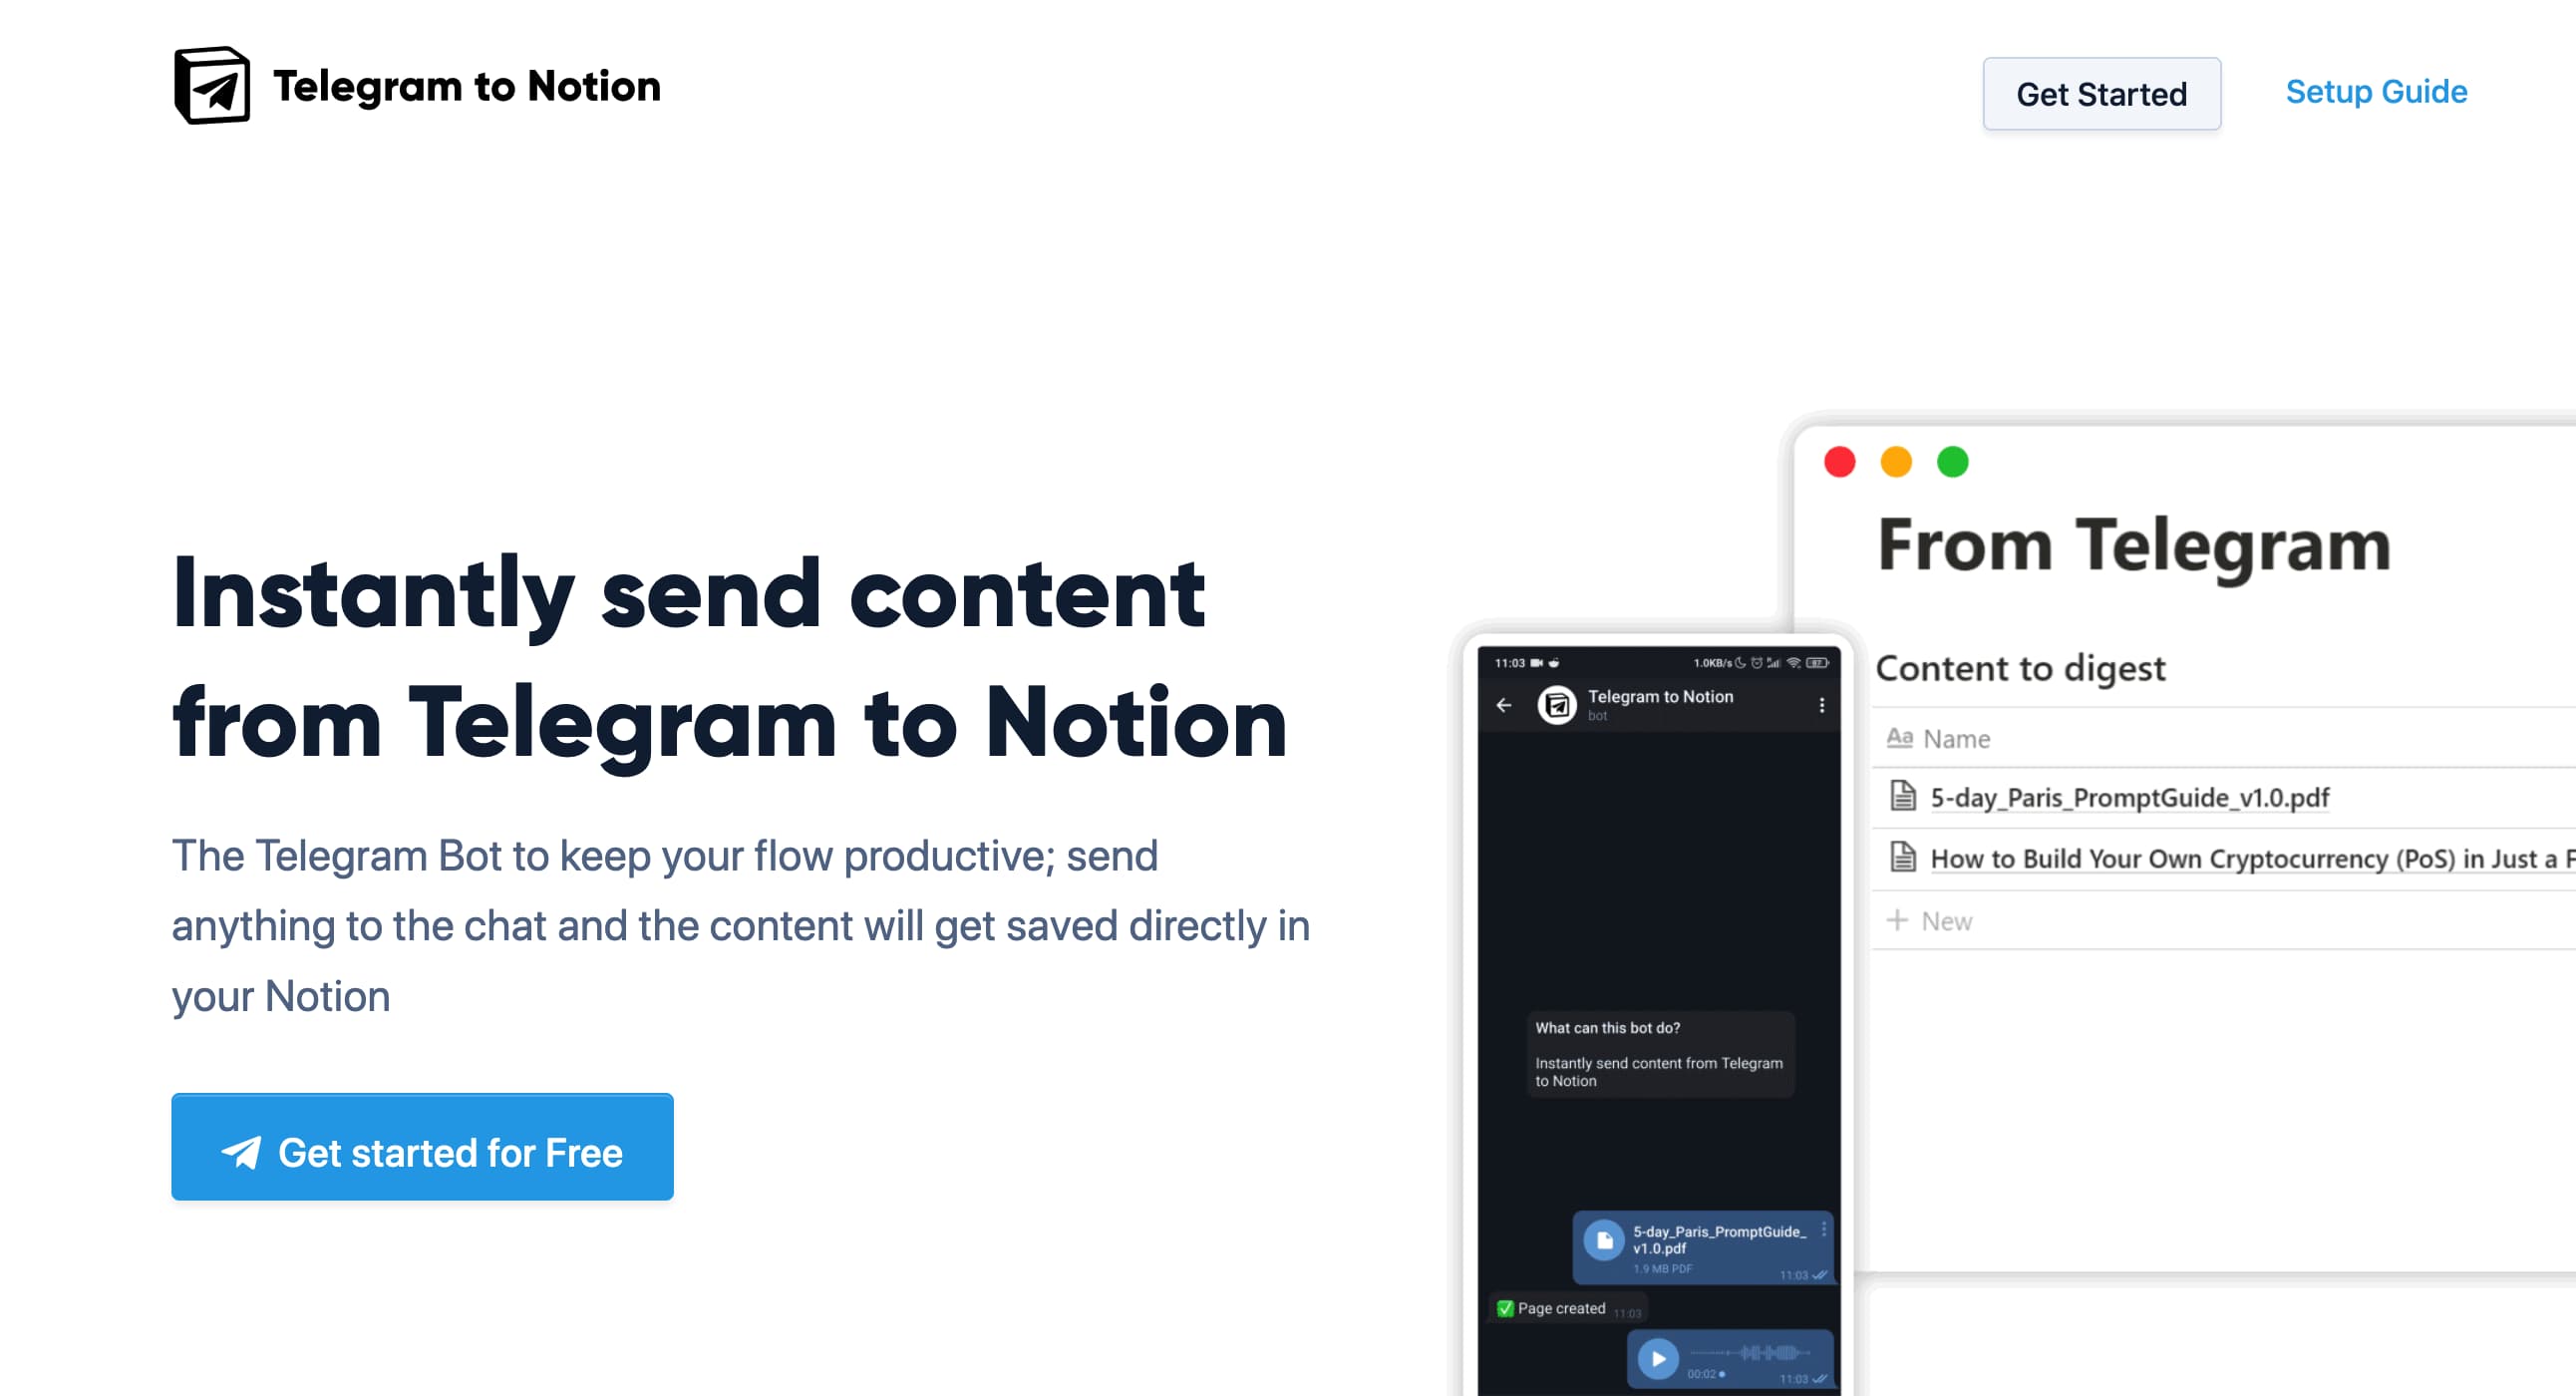 Telegram to Notion
Get Started
Setup Guide
Instantly send content
from Telegram to Notion
The Telegram Bot to keep your flow productive; send
anything to the chat and the content will get saved directly in
your Notion
Get started for Free
From Telegram
Content to digest
Aa Name
5-day_Paris_PromptGuide_v1.0.pdf
How to Build Your Own Cryptocurrency (PoS) in Just a F
+ New
11:03
1.0KB/s
87
Telegram to Notion
bot
What can this bot do?
Instantly send content from Telegram
to Notion
5-day_Paris_PromptGuide_
v1.0.pdf
1.9 MB PDF
11:03
Page created 11:03
00:02
11:03